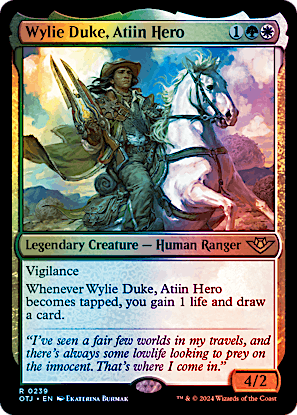 Wylie Duke, Atiin Hero 1
Legendary Creature — Human Ranger
Vigilance
Whenever Wylie Duke, Atiin Hero
becomes tapped, you gain 1 life and draw
a card.
“I’ve seen a fair few worlds in my travels, and
there’s always some lowlife looking to prey on
the innocent. That’s where I come in.”
4/2
R 0239
OTJ • EN Ekaterina Burmak
™ & © 2024 Wizards of the Coast